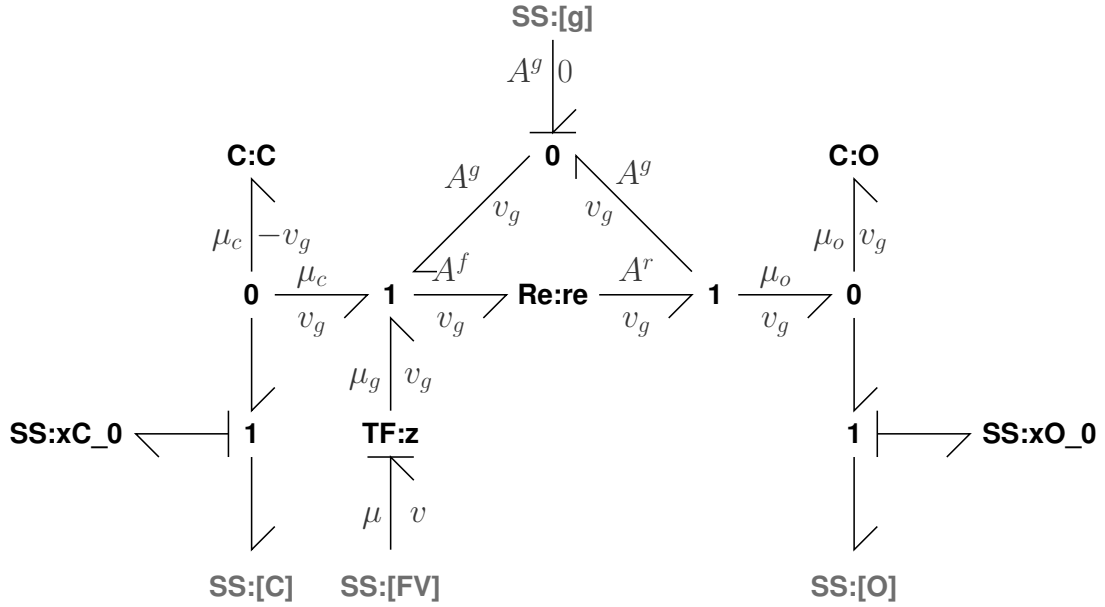 SS:[g]
A^g 0
C:C 0 C:O
A^g A^g
v_g v_g
μ_c −v_g μ_o v_g
μ_c A^f A^r μ_o
0 1 Re:re 1 0
v_g v_g v_g v_g
μ_g v_g
SS:xC_0 1 TF:z 1 SS:xO_0
μ v
SS:[C] SS:[FV] SS:[O]